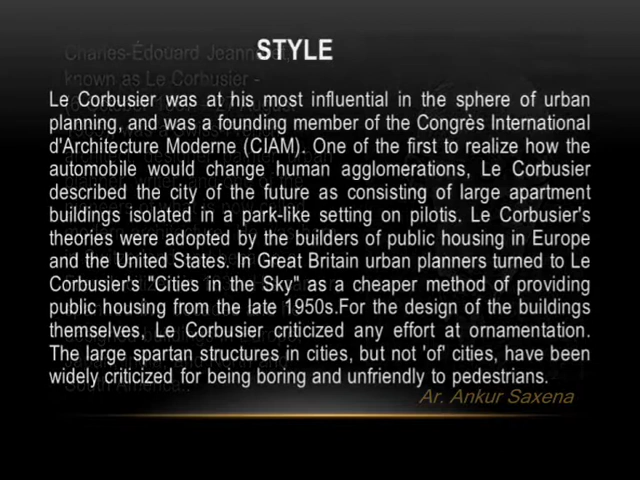 STYLE
Le Corbusier was at his most influential in the sphere of urban
planning, and was a founding member of the Congrès International
d'Architecture Moderne (CIAM). One of the first to realize how the
automobile would change human agglomerations, Le Corbusier
described the city of the future as consisting of large apartment
buildings isolated in a park-like setting on pilotis. Le Corbusier's
theories were adopted by the builders of public housing in Europe
and the United States. In Great Britain urban planners turned to Le
Corbusier's "Cities in the Sky" as a cheaper method of providing
public housing from the late 1950s.For the design of the buildings
themselves, Le Corbusier criticized any effort at ornamentation.
The large spartan structures in cities, but not 'of' cities, have been
widely criticized for being boring and unfriendly to pedestrians.
Ar. Ankur Saxena